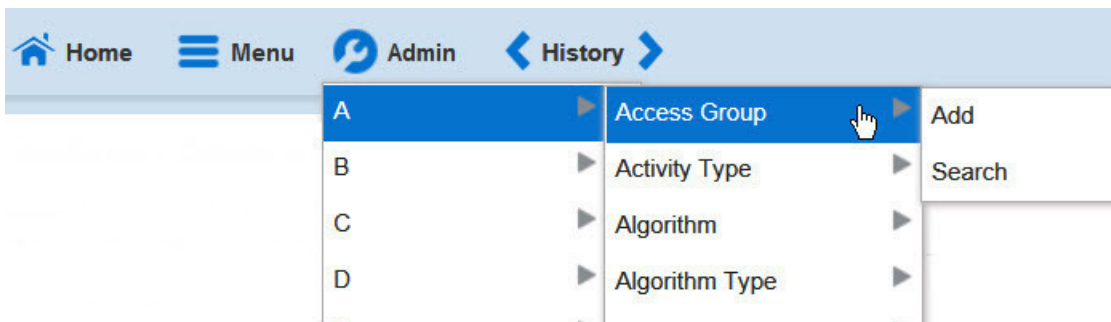 Home Menu Admin History
A Access Group Add
B Activity Type Search
C Algorithm
D Algorithm Type